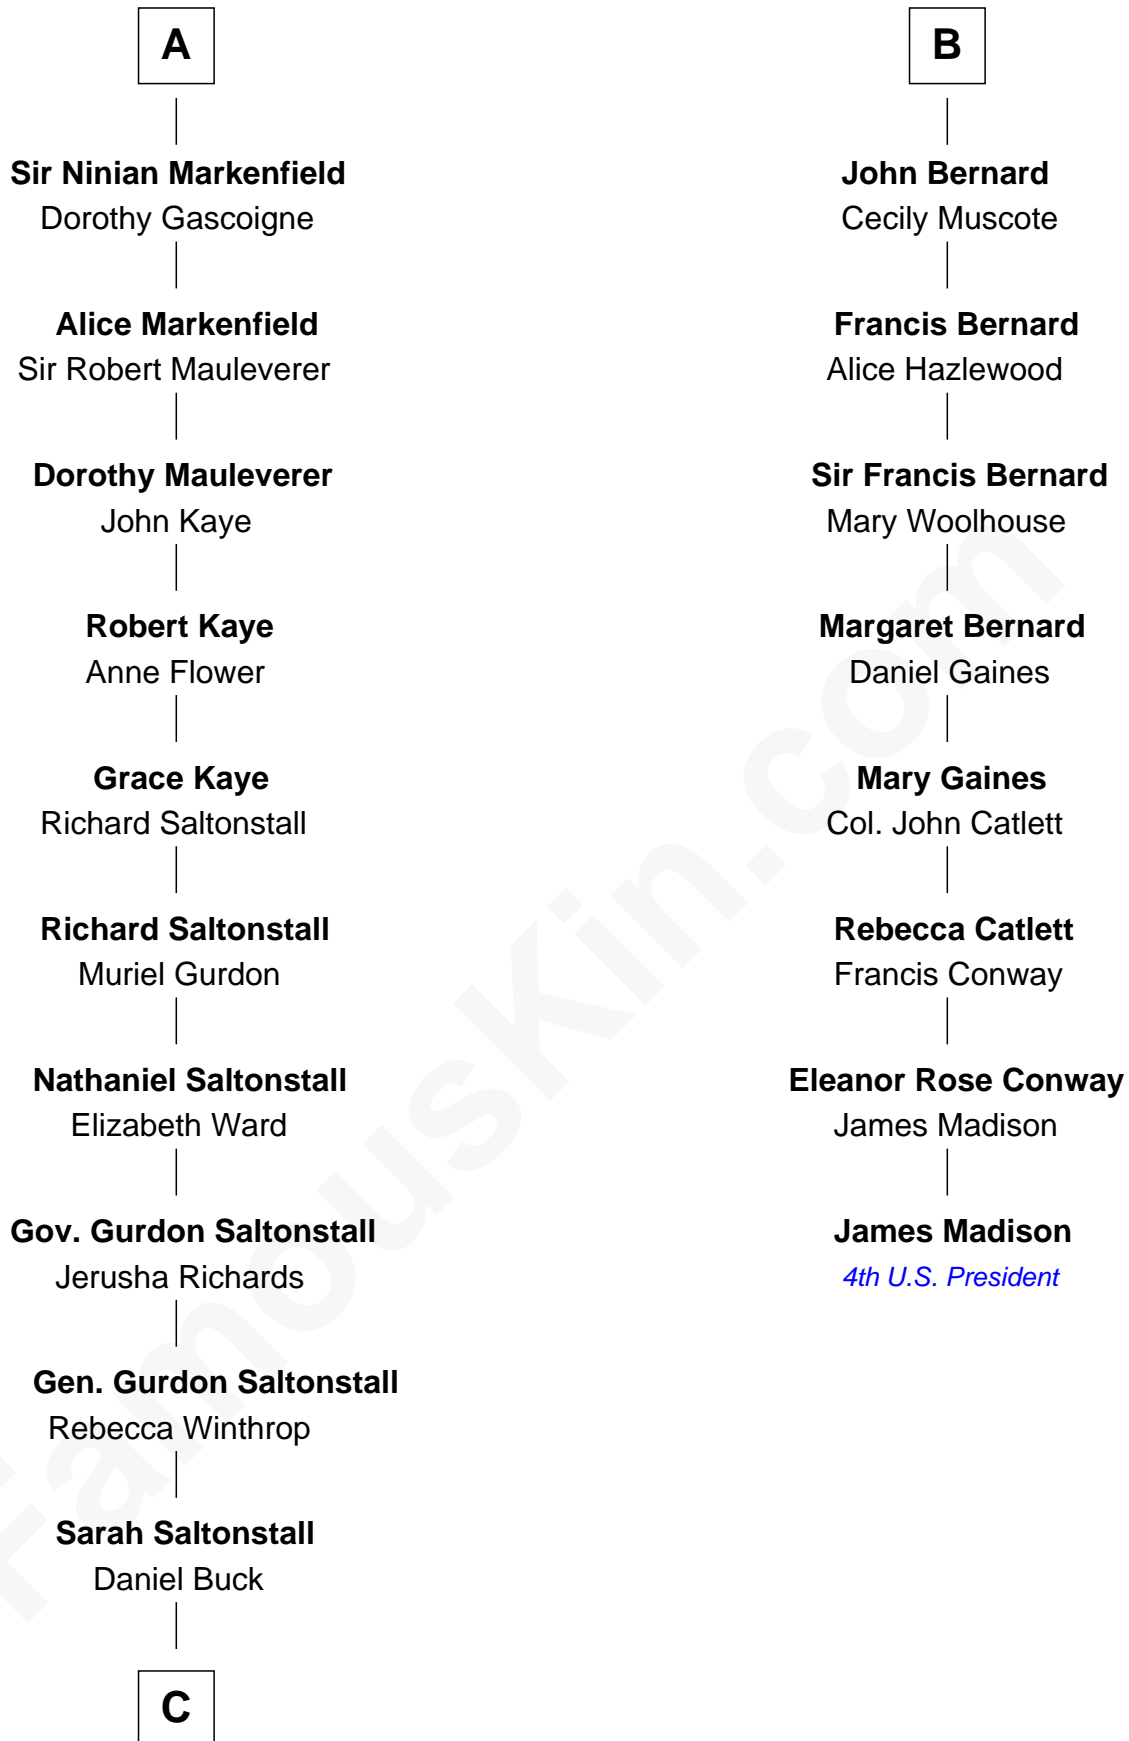 A
Sir Ninian Markenfield
Dorothy Gascoigne
Alice Markenfield
Sir Robert Mauleverer
Dorothy Mauleverer
John Kaye
Robert Kaye
Anne Flower
Grace Kaye
Richard Saltonstall
Richard Saltonstall
Muriel Gurdon
Nathaniel Saltonstall
Elizabeth Ward
Gov. Gurdon Saltonstall
Jerusha Richards
Gen. Gurdon Saltonstall
Rebecca Winthrop
Sarah Saltonstall
Daniel Buck
C
B
John Bernard
Cecily Muscote
Francis Bernard
Alice Hazlewood
Sir Francis Bernard
Mary Woolhouse
Margaret Bernard
Daniel Gaines
Mary Gaines
Col. John Catlett
Rebecca Catlett
Francis Conway
Eleanor Rose Conway
James Madison
James Madison
4th U.S. President
FamousKin.com